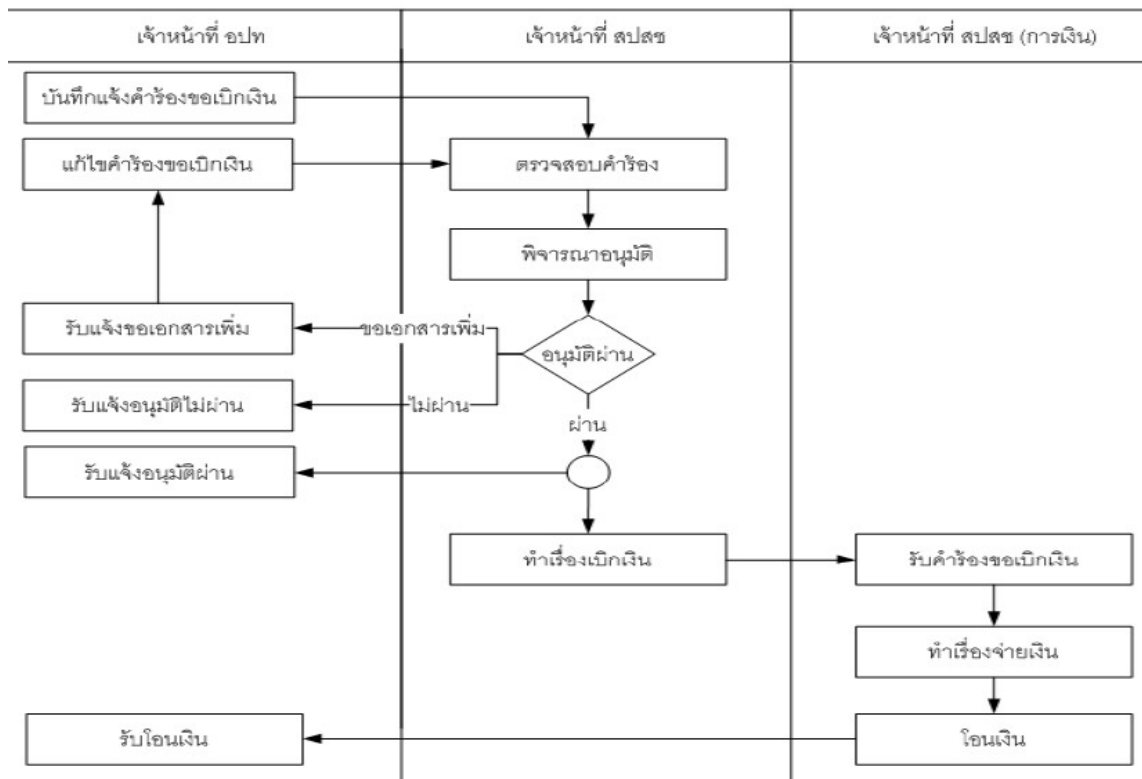 เจ้าหน้าที่ อปท
เจ้าหน้าที่ สปสช
เจ้าหน้าที่ สปสช (การเงิน)
บันทึกแจ้งคำร้องขอเบิกเงิน
แก้ไขคำร้องขอเบิกเงิน
ตรวจสอบคำร้อง
พิจารณาอนุมัติ
รับแจ้งขอเอกสารเพิ่ม
ขอเอกสารเพิ่ม
อนุมัติผ่าน
รับแจ้งอนุมัติไม่ผ่าน
ไม่ผ่าน
ผ่าน
รับแจ้งอนุมัติผ่าน
ทำเรื่องเบิกเงิน
รับคำร้องขอเบิกเงิน
ทำเรื่องจ่ายเงิน
รับโอนเงิน
โอนเงิน